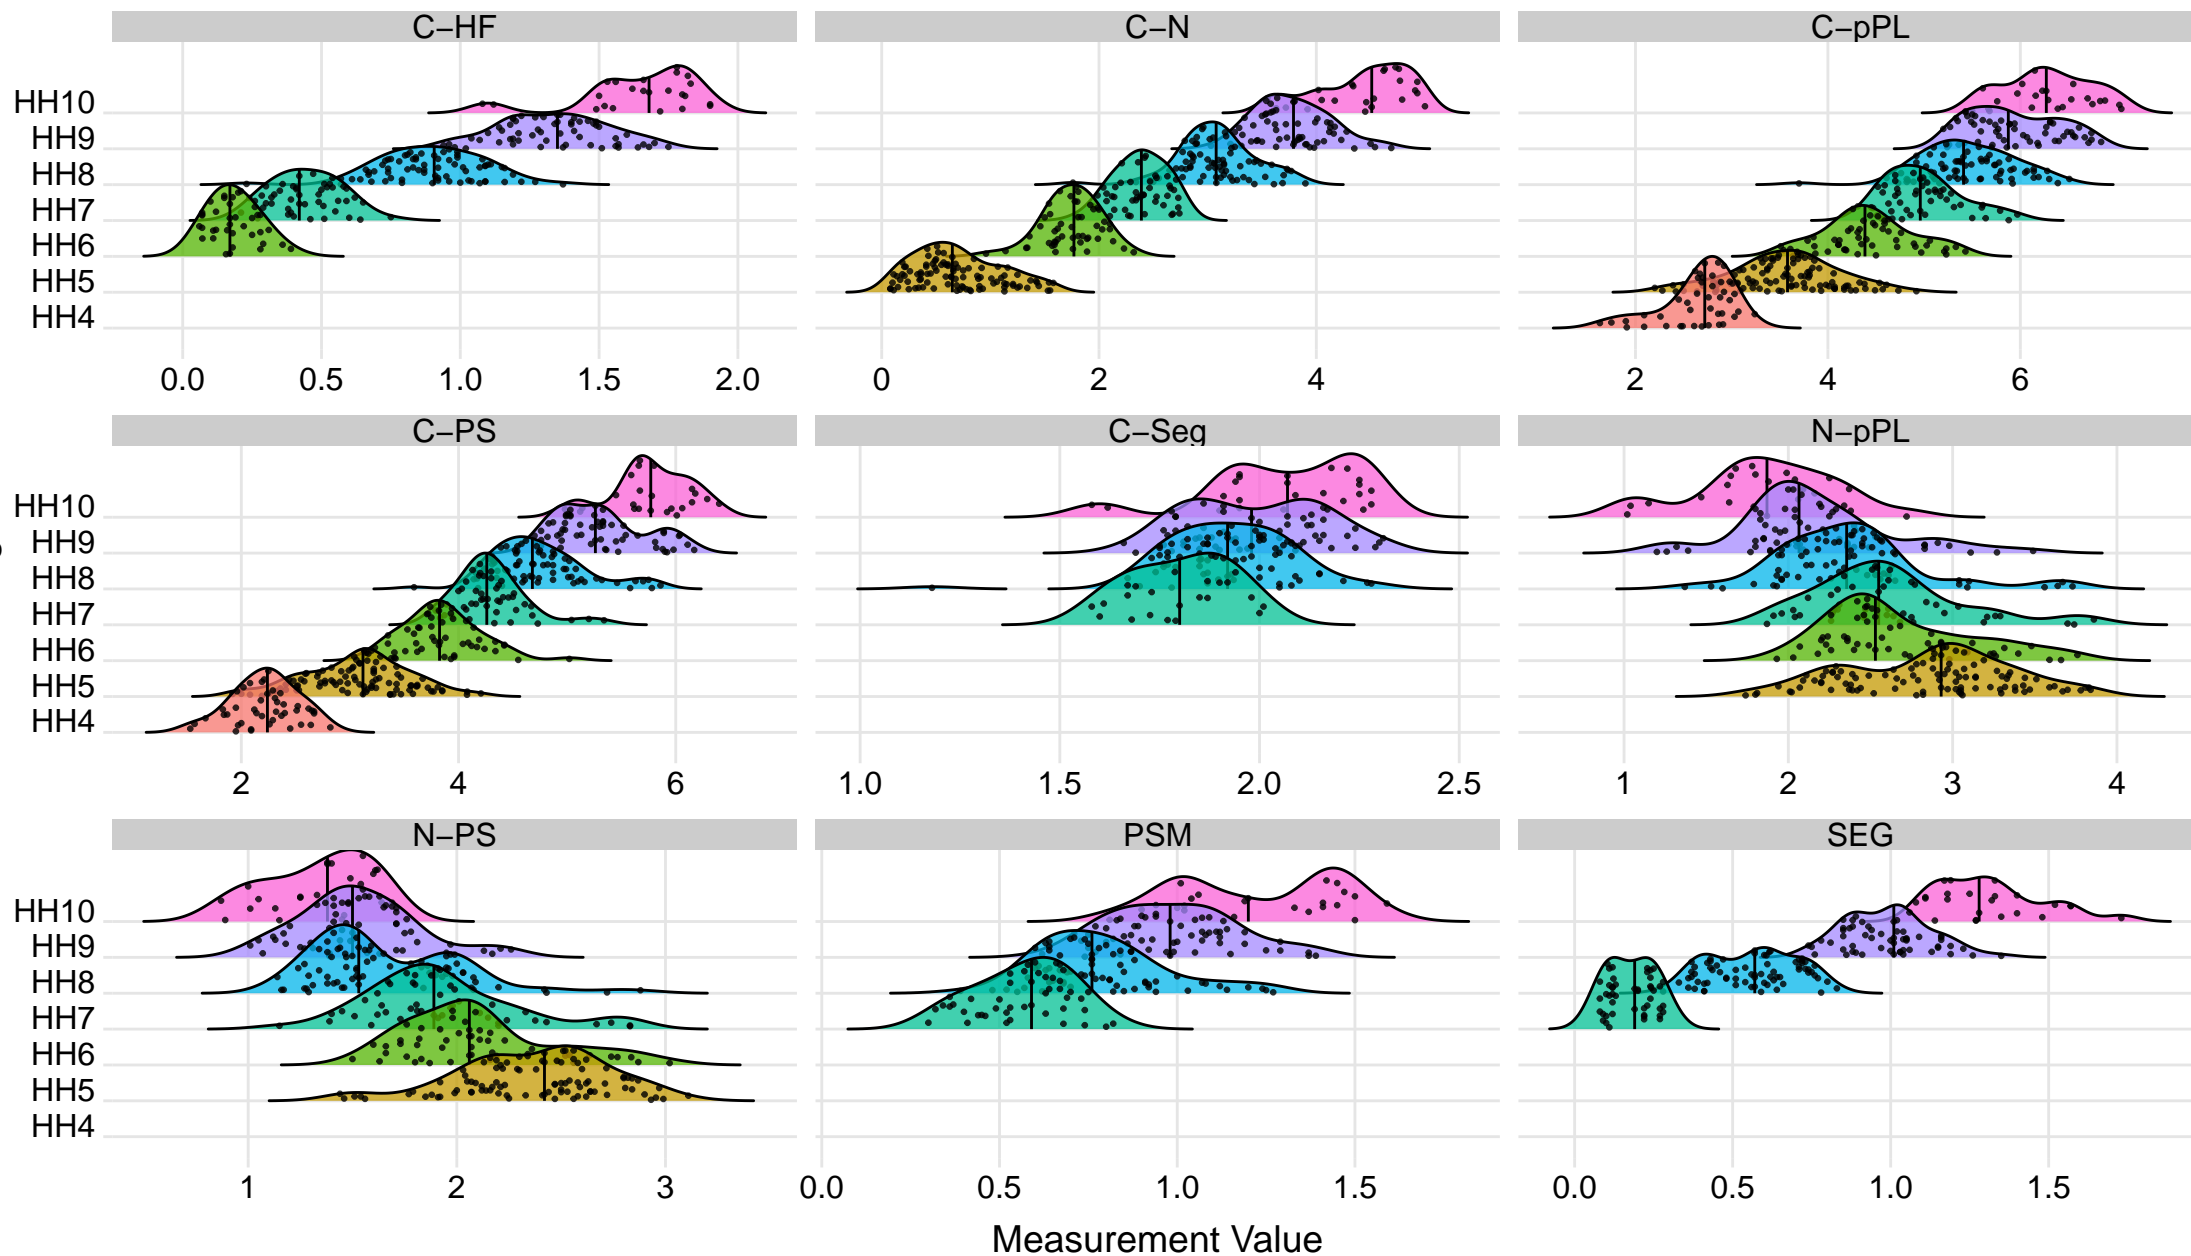 C−HF C−N C−pPL
HH10
HH9
HH8
HH7
HH6
HH5
HH4
0.0 0.5 1.0 1.5 2.0 0 2 4 2 4 6
C−PS C−Seg N−pPL
HH10
HH9
HH8
HH7
HH6
HH5
HH4
2 4 6 1.0 1.5 2.0 2.5 1 2 3 4
N−PS PSM SEG
HH10
HH9
HH8
HH7
HH6
HH5
HH4
1 2 3 0.0 0.5 1.0 1.5 0.0 0.5 1.0 1.5
Measurement Value